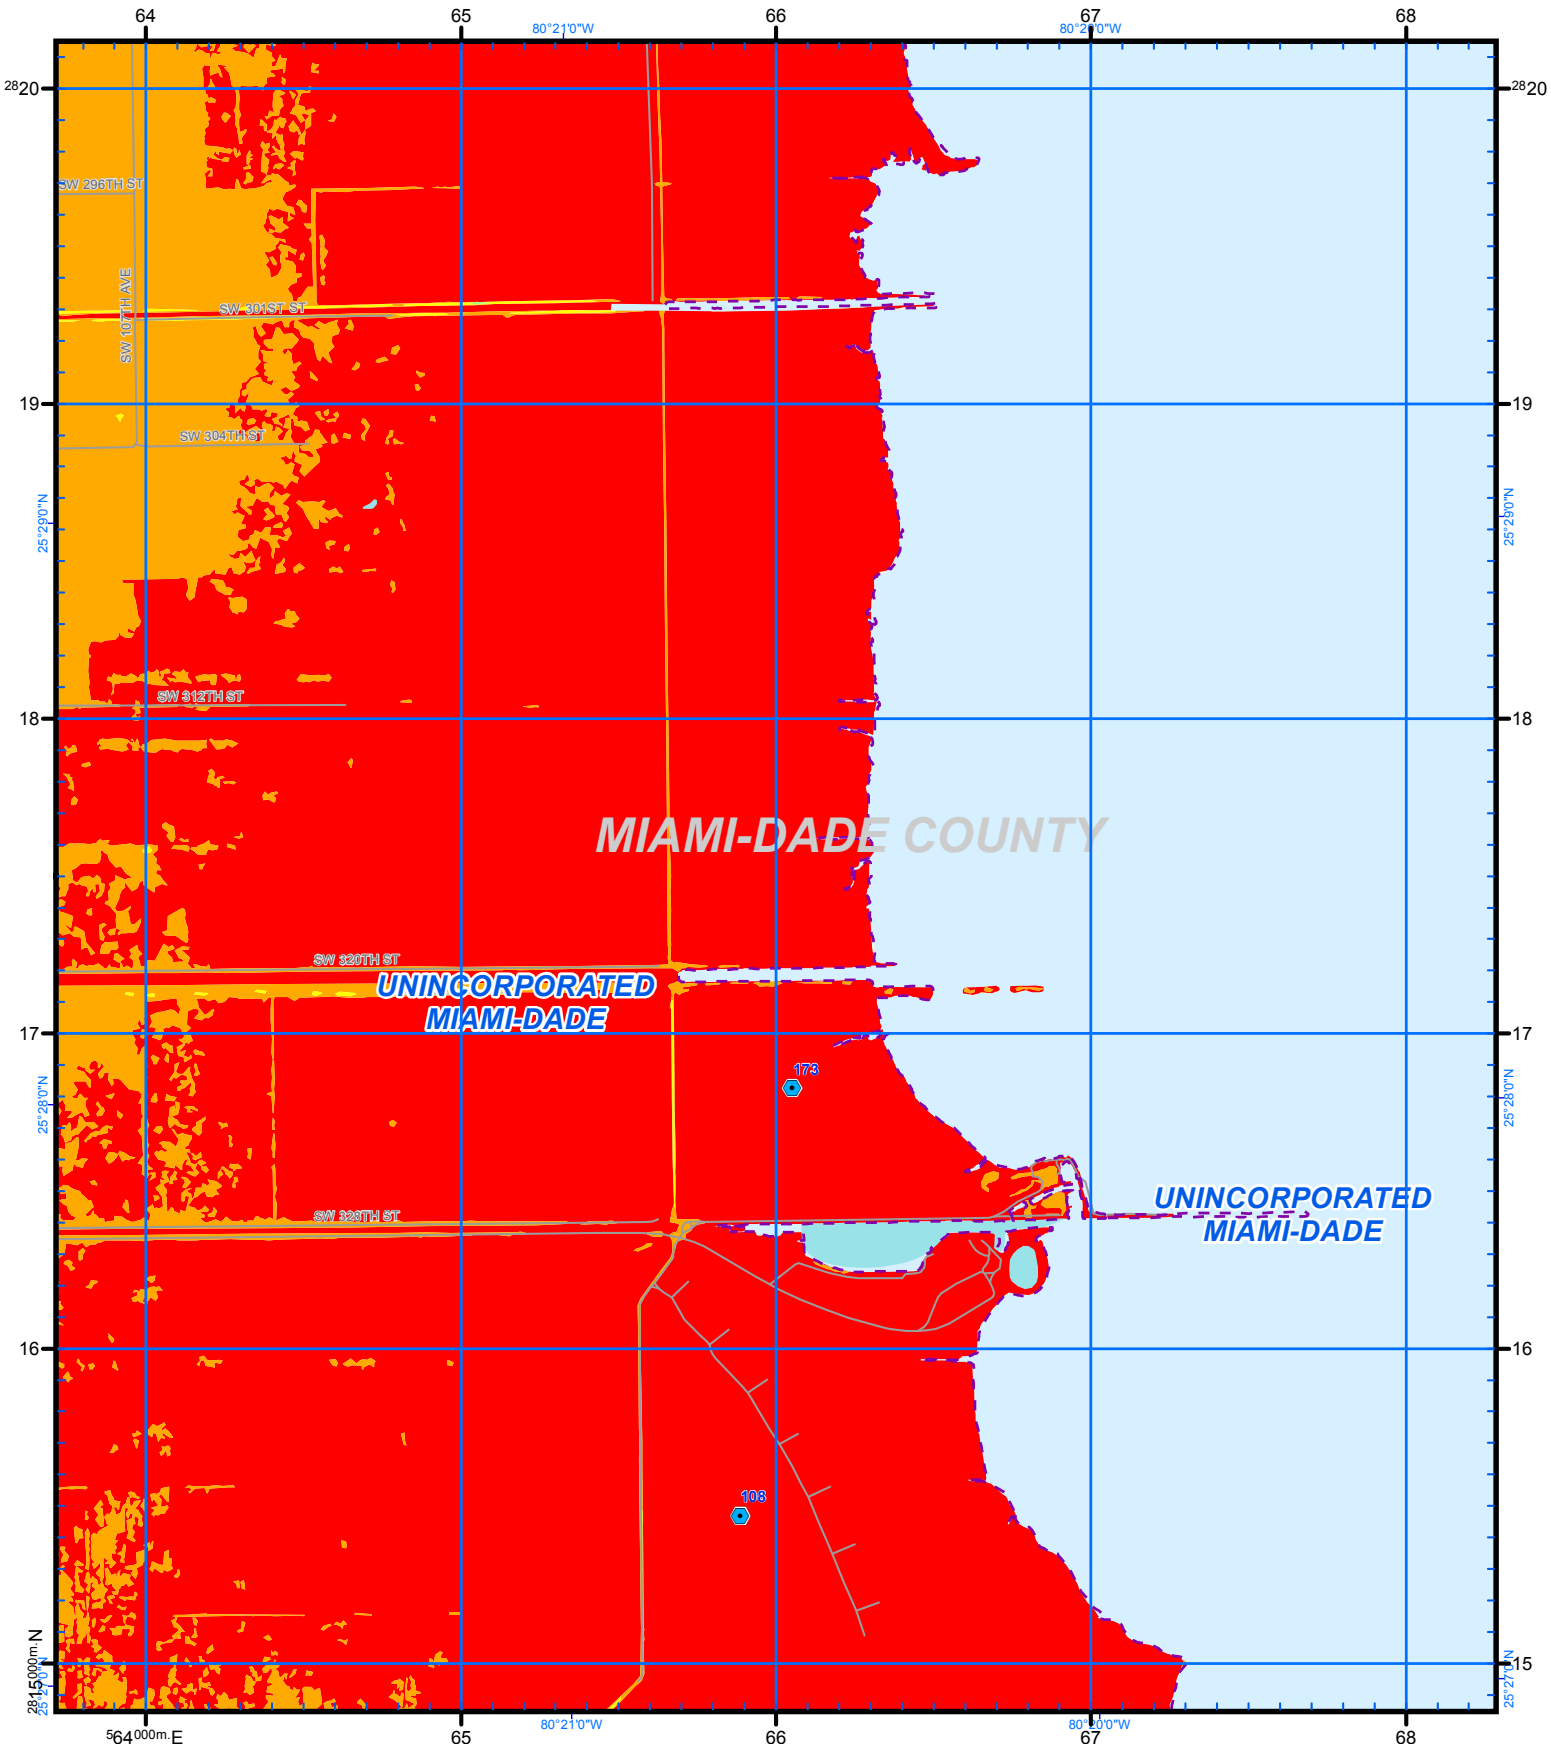 64 65 66 67 68
80°21'0"W 80°20'0"W
2820 2820
SW 296TH ST
SW 107TH AVE
SW 301ST ST
19 19
SW 304TH ST
25°29'0"N 25°29'0"N
SW 312TH ST
18 18
MIAMI-DADE COUNTY
SW 320TH ST
UNINCORPORATED
MIAMI-DADE
17 17
173
25°28'0"N 25°28'0"N
UNINCORPORATED
MIAMI-DADE
SW 328TH ST
16 16
108
2815000m.N 15
25°27'0"N 25°27'0"N
80°21'0"W 80°20'0"W
564000m.E 65 66 67 68